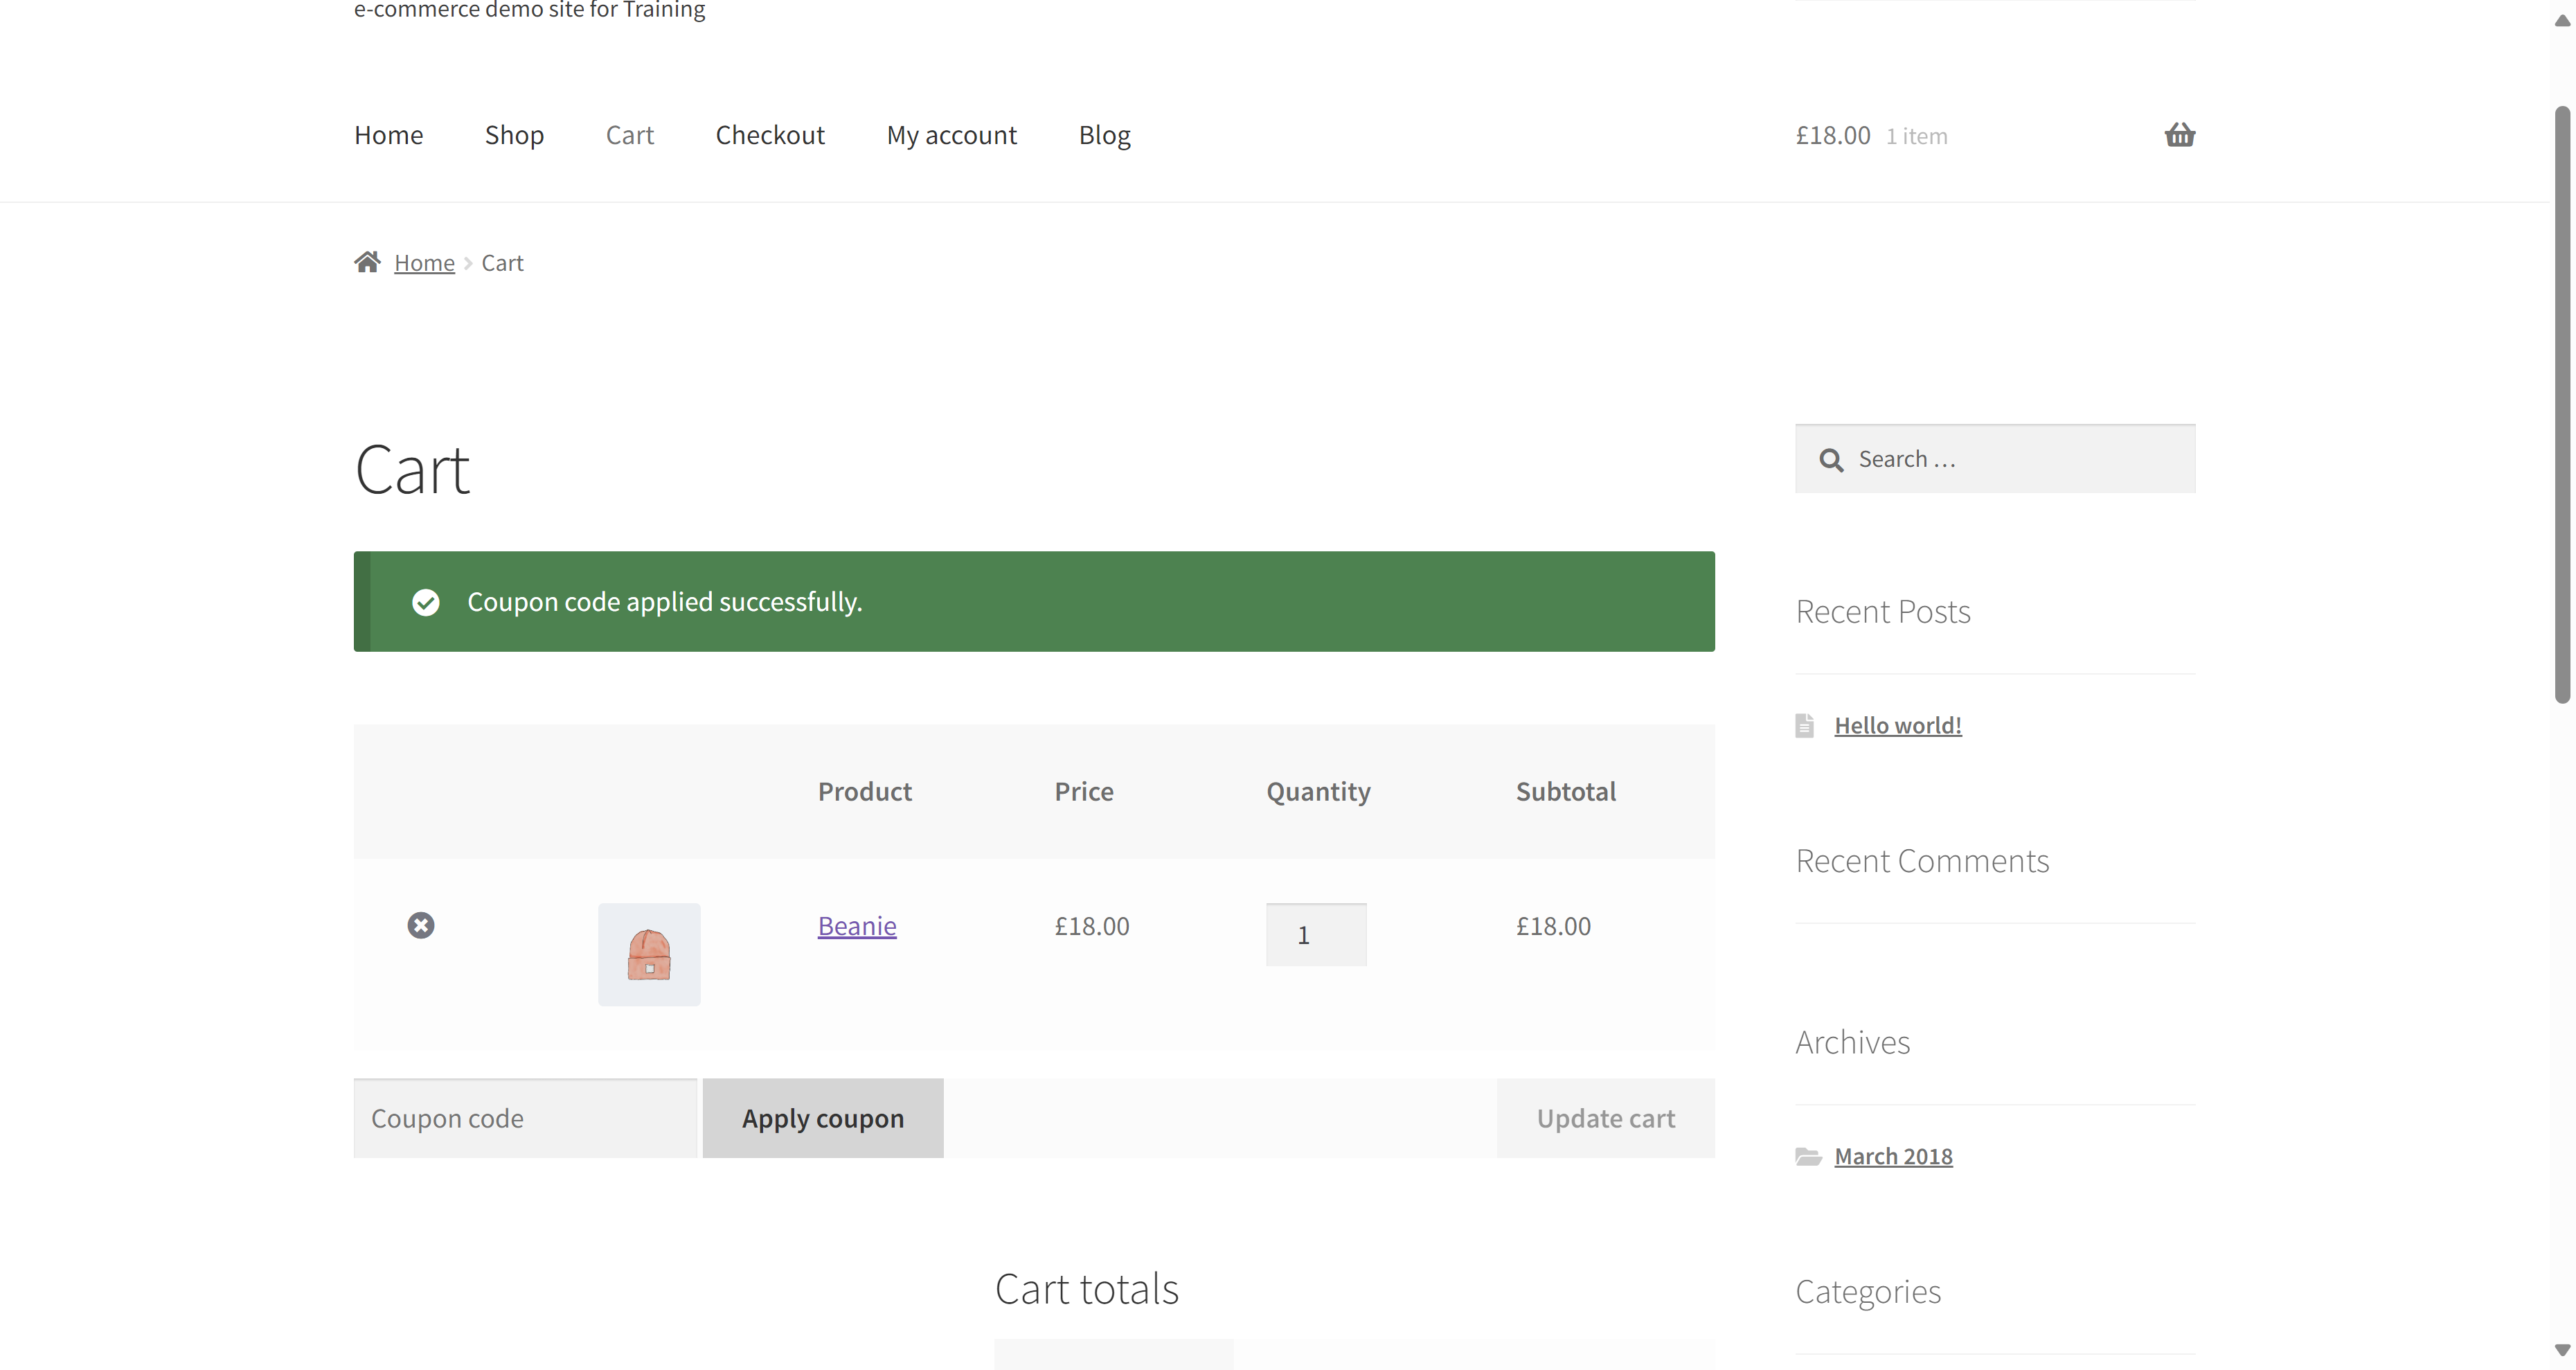 e-commerce demo site for Training
Home Shop Cart Checkout My account Blog £18.00 1 item
Home Cart
Cart
Search …
Coupon code applied successfully.
Recent Posts
Hello world!
Product Price Quantity Subtotal
Recent Comments
Beanie £18.00 1 £18.00
Archives
Coupon code Apply coupon Update cart
March 2018
Cart totals
Categories